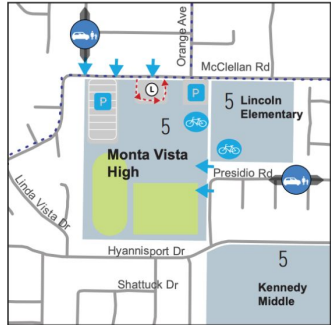 Orange Ave
McClellan Rd
L
P
P
5
Lincoln
Elementary
5
Monta Vista
High
Presidio Rd
Linda Vista Dr
Hyannisport Dr
Shattuck Dr
5
Kennedy
Middle